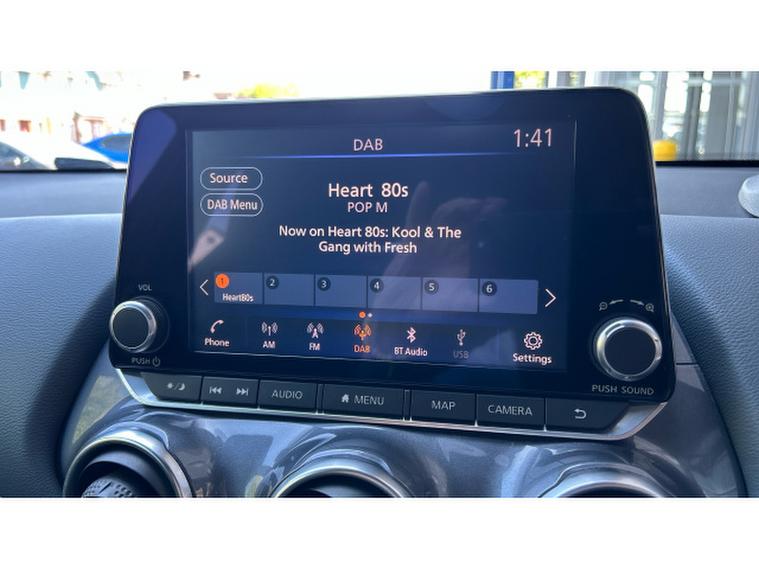 DAB
1:41
Source
Heart 80s
DAB Menu
POP M
Now on Heart 80s: Kool & The
Gang with Fresh
1 2 3 4 5 6
Heart80s
VOL
Phone AM FM DAB BT Audio USB Settings
PUSH
PUSH SOUND
AUDIO MENU MAP CAMERA